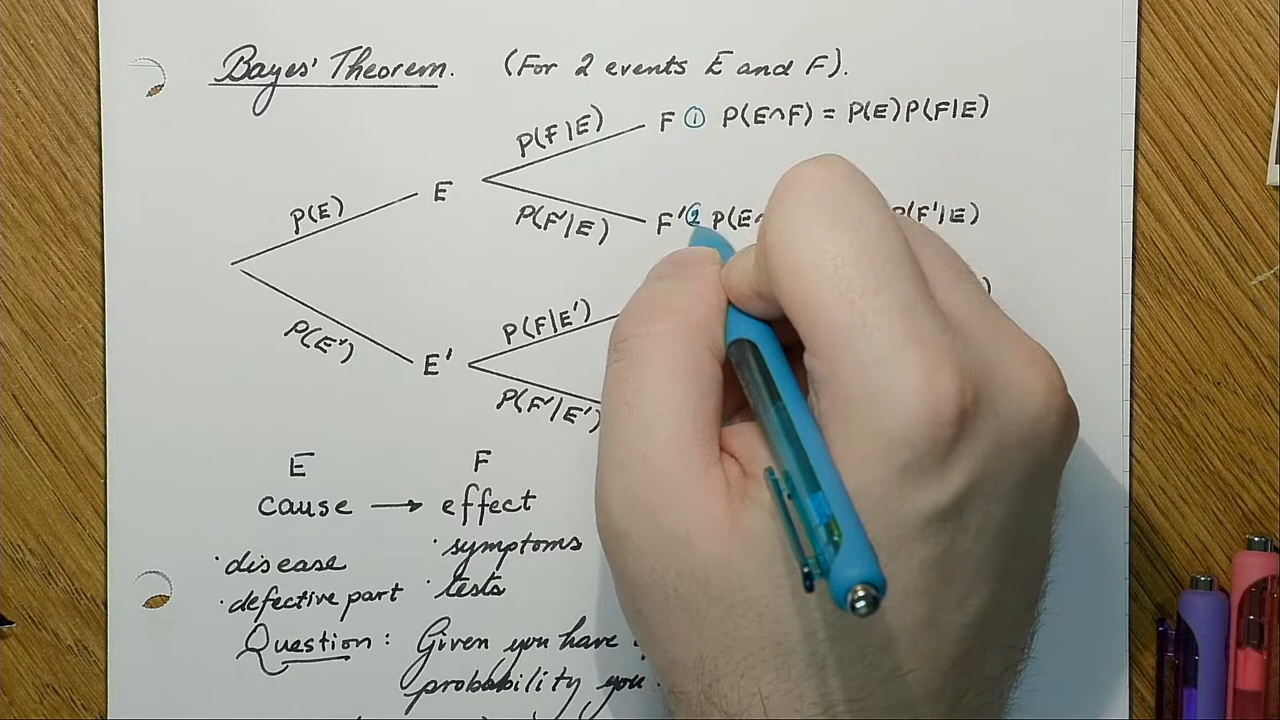 Bayes' Theorem. (For 2 events E and F).
P(F|E) F ① P(E∩F) = P(E)P(F|E)
P(E) E
P(F'|E) F' ② P(E∩ P(F'|E)
P(E') E' P(F|E') )
P(F'|E')
E F
cause → effect
· disease · symptoms
· defective part · tests
Question: Given you have
probability you